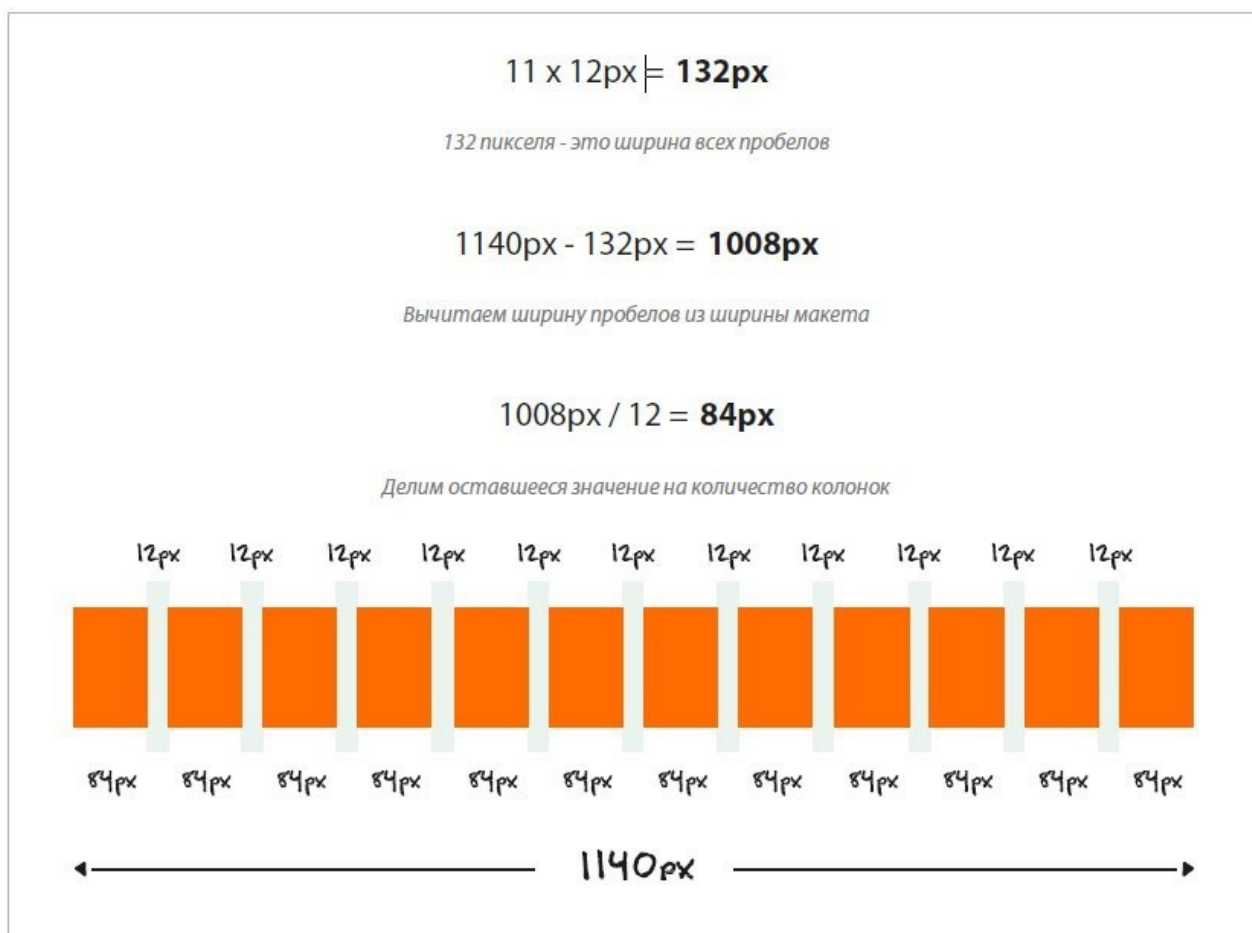 11 x 12px = 132px
132 пикселя - это ширина всех пробелов
1140px - 132px = 1008px
Вычитаем ширину пробелов из ширины макета
1008px / 12 = 84px
Делим оставшееся значение на количество колонок
12px 12px 12px 12px 12px 12px 12px 12px 12px 12px 12px
84px 84px 84px 84px 84px 84px 84px 84px 84px 84px 84px 84px
1140px